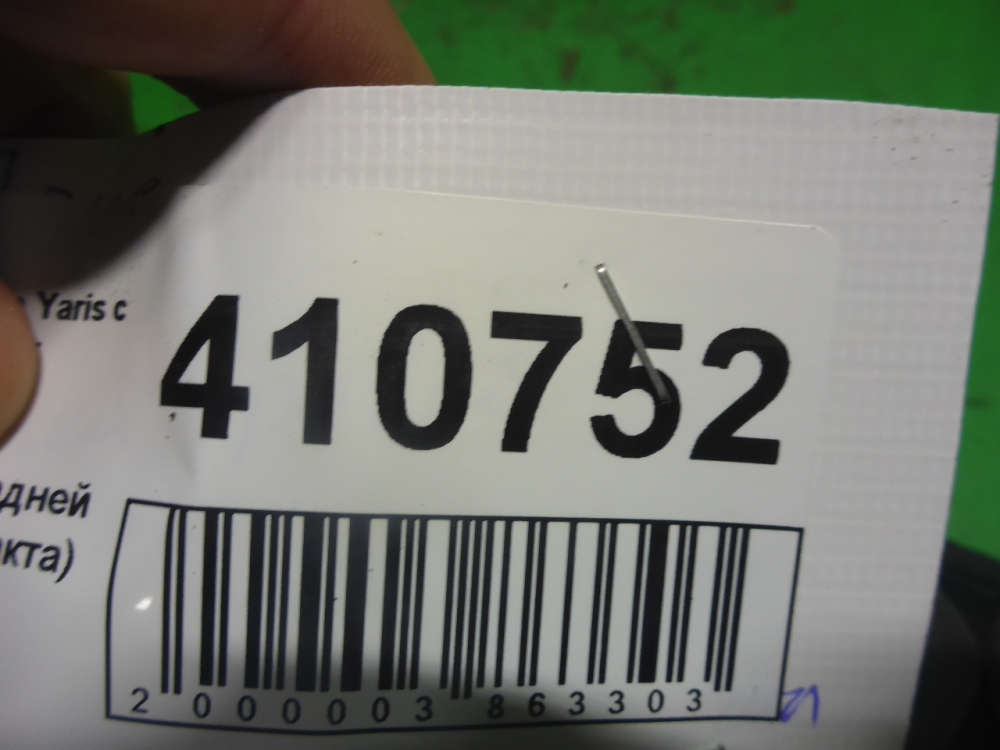 Yaris с
410752
дней
кта)
2 000003 863303